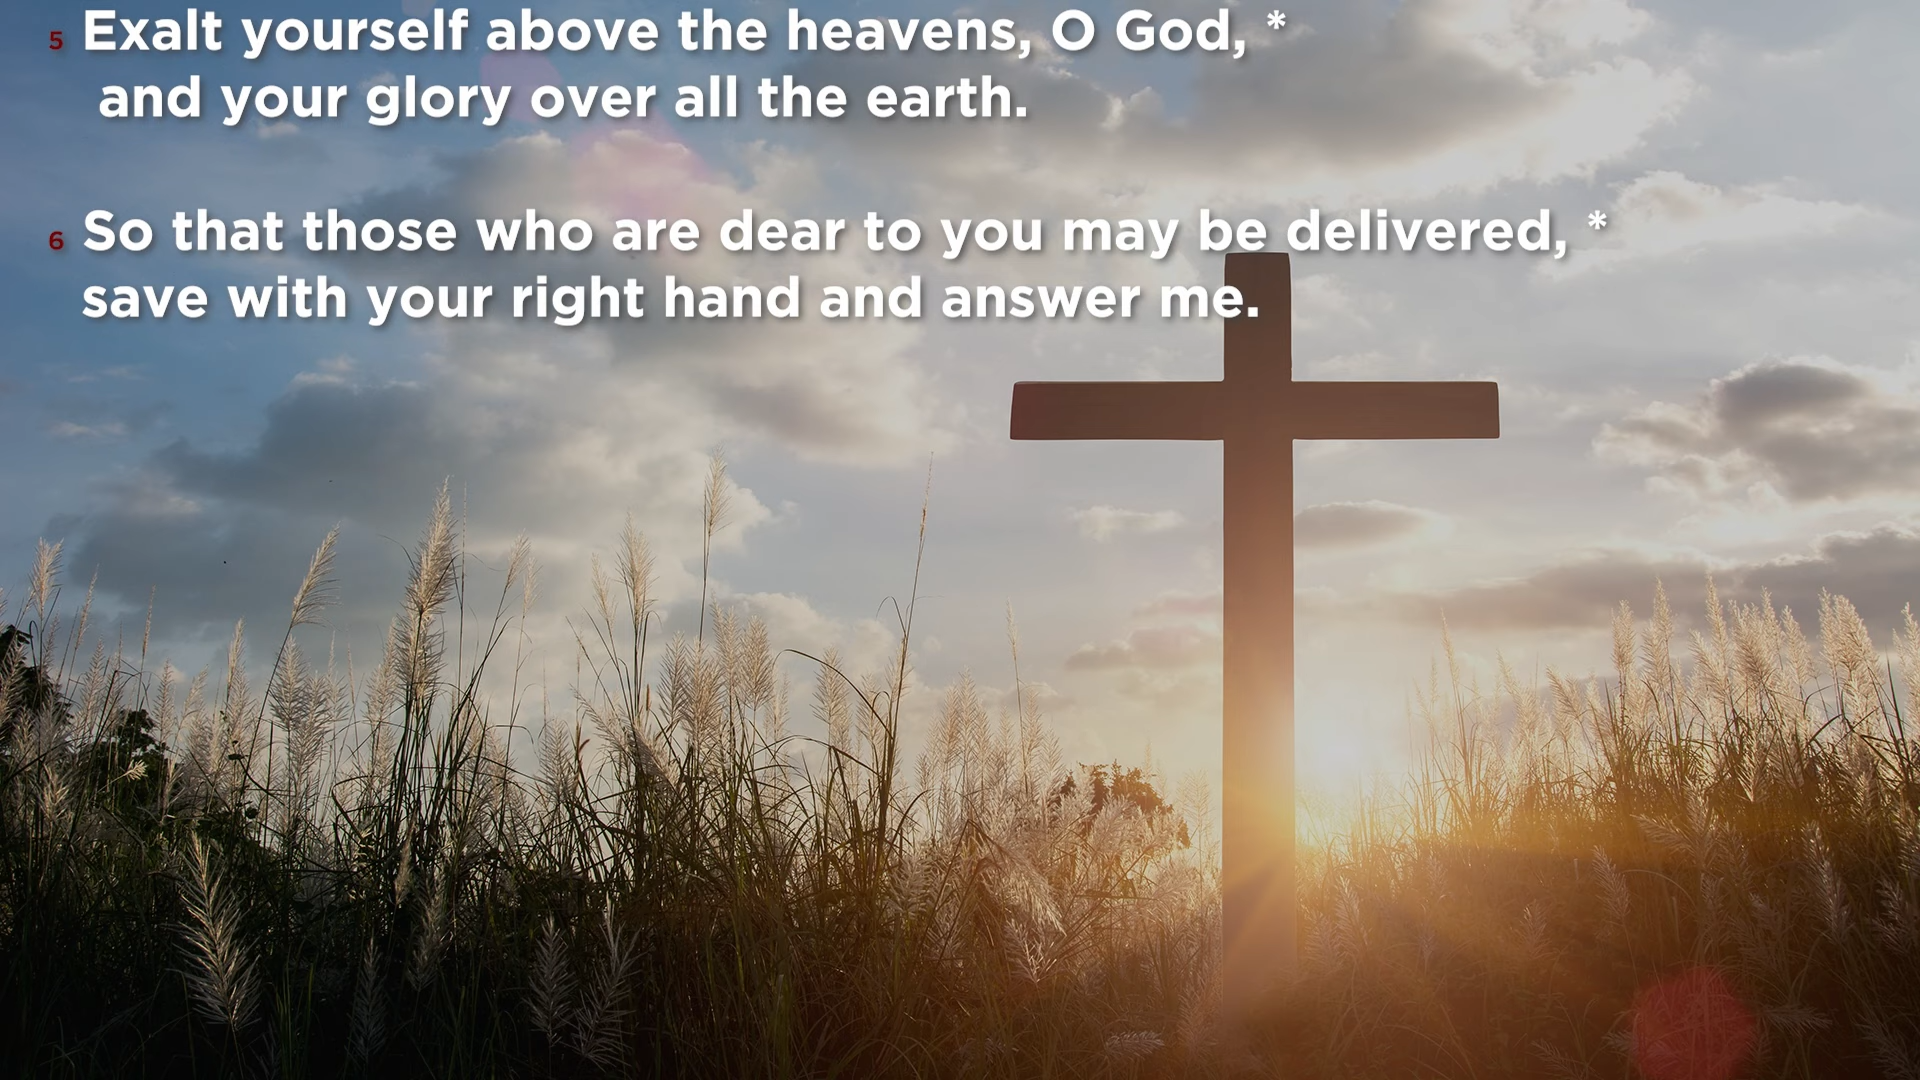 5 Exalt yourself above the heavens, O God, *
and your glory over all the earth.
6 So that those who are dear to you may be delivered, *
save with your right hand and answer me.